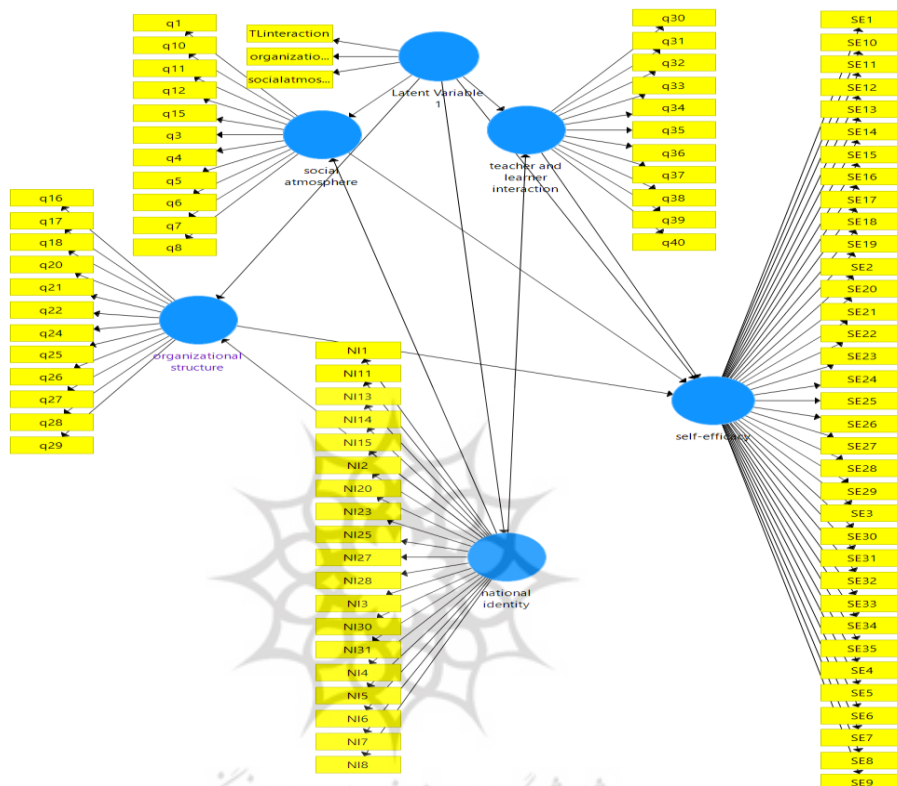 q1
q10
q11
q12
q15
q3
q4
q5
q6
q7
q8
TLinteraction
organizatio...
socialatmos...
Latent Variable
1
social
atmosphere
teacher and
learner
interaction
q30
q31
q32
q33
q34
q35
q36
q37
q38
q39
q40
q16
q17
q18
q20
q21
q22
q24
q25
q26
q27
q28
q29
organizational
structure
NI1
NI11
NI13
NI14
NI15
NI2
NI20
NI23
NI25
NI27
NI28
NI3
NI30
NI31
NI4
NI5
NI6
NI7
NI8
national
identity
self-efficacy
SE1
SE10
SE11
SE12
SE13
SE14
SE15
SE16
SE17
SE18
SE19
SE2
SE20
SE21
SE22
SE23
SE24
SE25
SE26
SE27
SE28
SE29
SE3
SE30
SE31
SE32
SE33
SE34
SE35
SE4
SE5
SE6
SE7
SE8
SE9